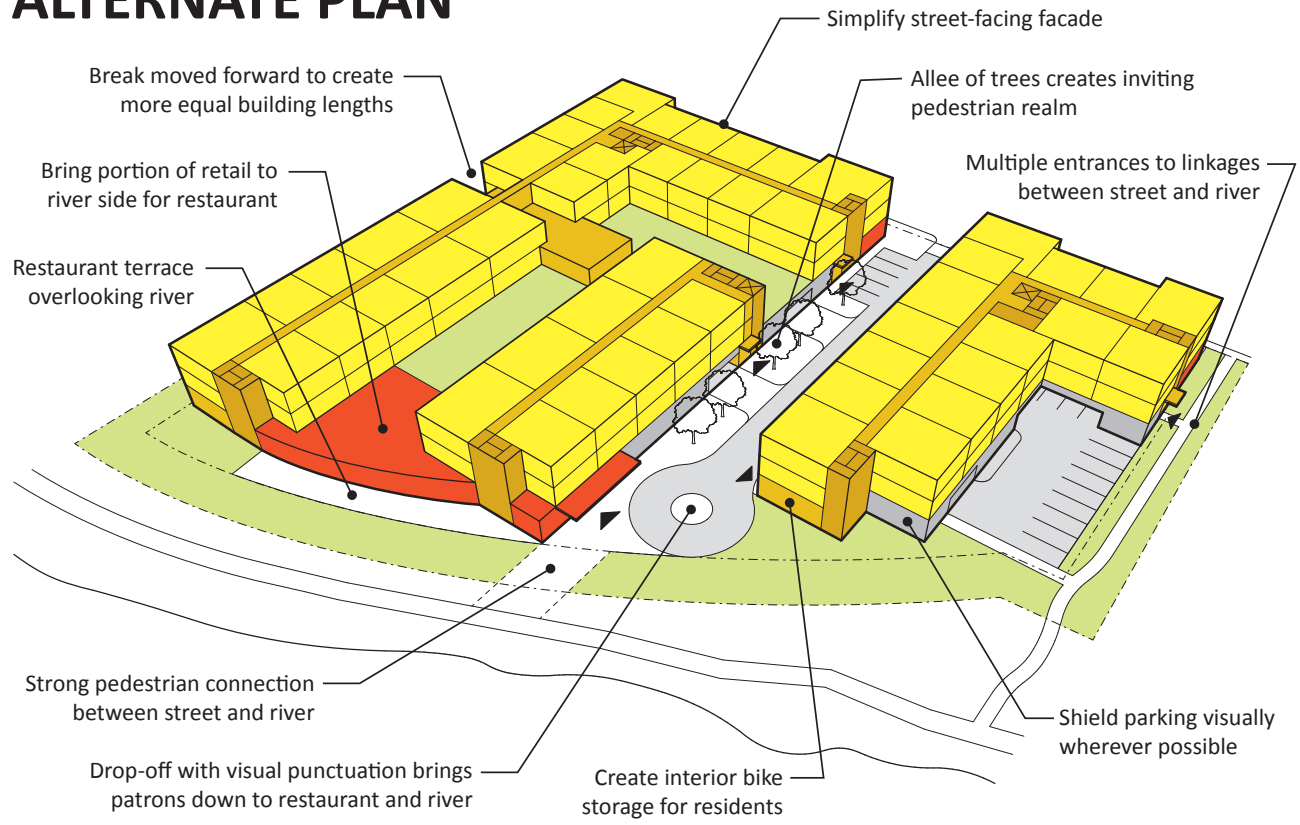 ALTERNATE PLAN
Simplify street-facing facade
Break moved forward to create
more equal building lengths
Allee of trees creates inviting
pedestrian realm
Bring portion of retail to
river side for restaurant
Multiple entrances to linkages
between street and river
Restaurant terrace
overlooking river
Strong pedestrian connection
between street and river
Shield parking visually
wherever possible
Drop-off with visual punctuation brings
patrons down to restaurant and river
Create interior bike
storage for residents